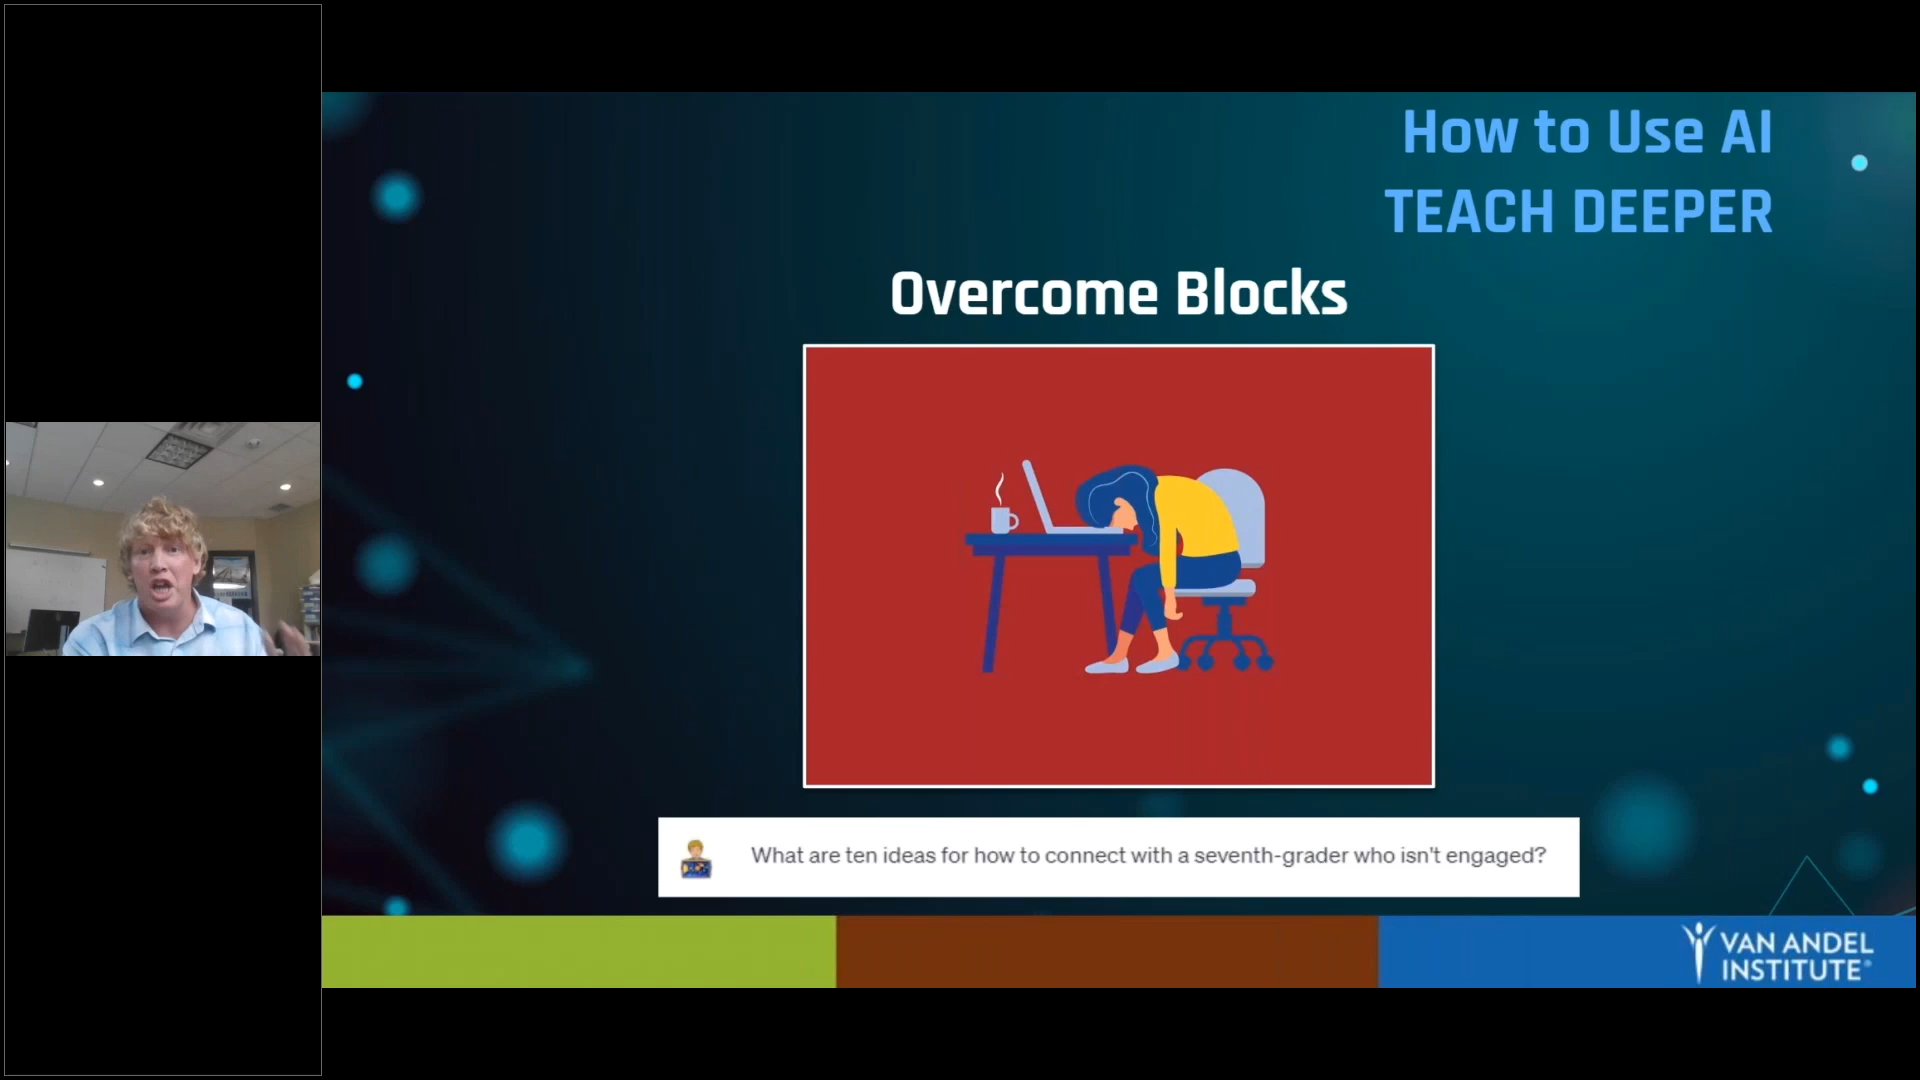 How to Use AI
TEACH DEEPER
Overcome Blocks
What are ten ideas for how to connect with a seventh-grader who isn't engaged?
VAN ANDEL
INSTITUTE®